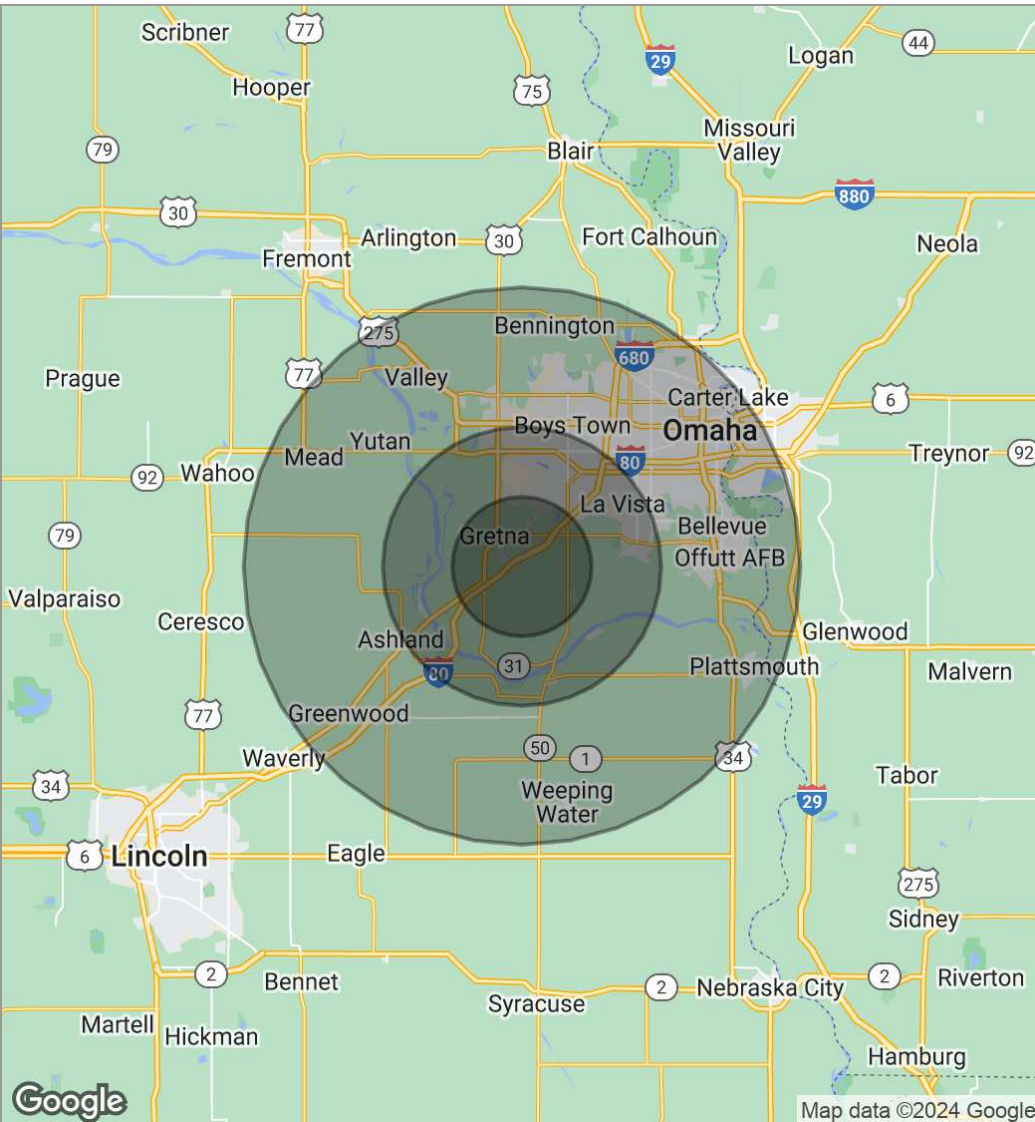 Scribner
77
44
29
Logan
Hooper
75
79
Missouri
Valley
Blair
880
30
Arlington
30
Fort Calhoun
Neola
Fremont
275
Bennington
680
77
Prague
Valley
Carter Lake
6
Boys Town
Omaha
Yutan
Mead
80
Treynor
92
92
Wahoo
La Vista
79
Gretna
Bellevue
Offutt AFB
Valparaiso
Ceresco
Ashland
Glenwood
31
80
Plattsmouth
Malvern
77
Greenwood
50
1
34
Waverly
34
Tabor
Weeping
Water
29
6
Lincoln
Eagle
275
Sidney
2
Bennet
2
Nebraska City
2
Riverton
Syracuse
Martell
Hickman
Hamburg
Google
Map data ©2024 Google